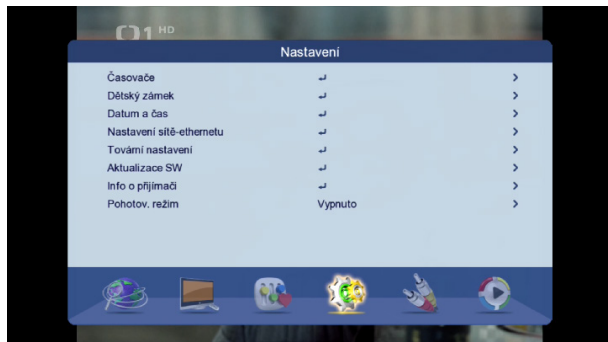 1 HD
Nastavení
Časovače
Dětský zámek
Datum a čas
Nastavení sítě-ethernetu
Tovární nastavení
Aktualizace SW
Info o přijímači
Pohotov. režim Vypnuto